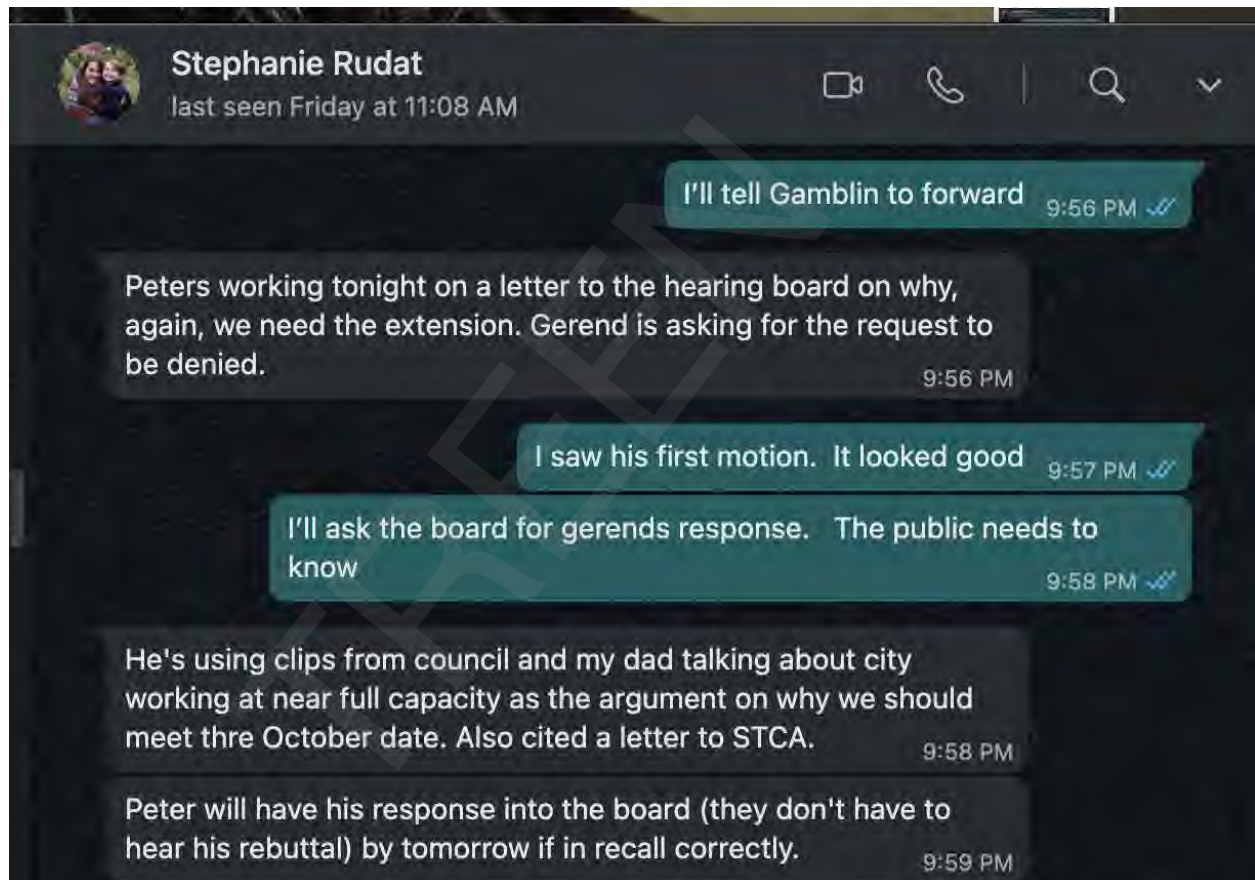 Stephanie Rudat
last seen Friday at 11:08 AM
I'll tell Gamblin to forward
9:56 PM
Peters working tonight on a letter to the hearing board on why,
again, we need the extension. Gerend is asking for the request to
be denied.
9:56 PM
I saw his first motion.  It looked good
9:57 PM
I'll ask the board for gerends response.   The public needs to
know
9:58 PM
He's using clips from council and my dad talking about city
working at near full capacity as the argument on why we should
meet thre October date. Also cited a letter to STCA.
9:58 PM
Peter will have his response into the board (they don't have to
hear his rebuttal) by tomorrow if in recall correctly.
9:59 PM